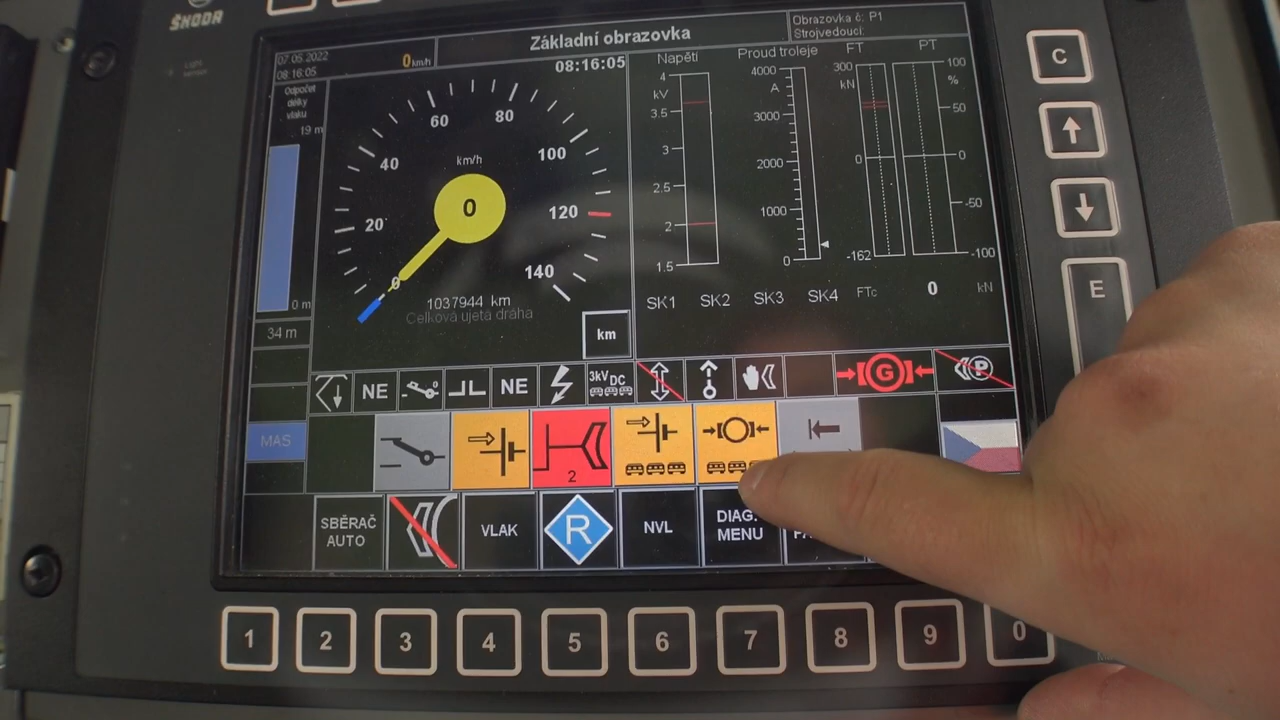 ŠKODA
07.05.2022
08:16:05
0 km/h
Základní obrazovka
Obrazovka č: P1
Strojvedoucí:
08:16:05
Odpočet
délky
vlaku
19 m
0 m
34 m
km/h
0
20
40
60
80
100
120
140
0
1037944 km
Celková ujetá dráha
km
Napětí
4
kV
3.5
3
2.5
2
1.5
Proud troleje
4000
A
3000
2000
1000
0
FT
300
kN
0
-162
PT
100
%
50
0
-50
-100
SK1 SK2 SK3 SK4 FTc 0 kN
NE
NE
3kV DC
G
P
MAS
2
SBĚRAČ
AUTO
VLAK
R
NVL
DIAG.
MENU
C
E
1 2 3 4 5 6 7 8 9 0